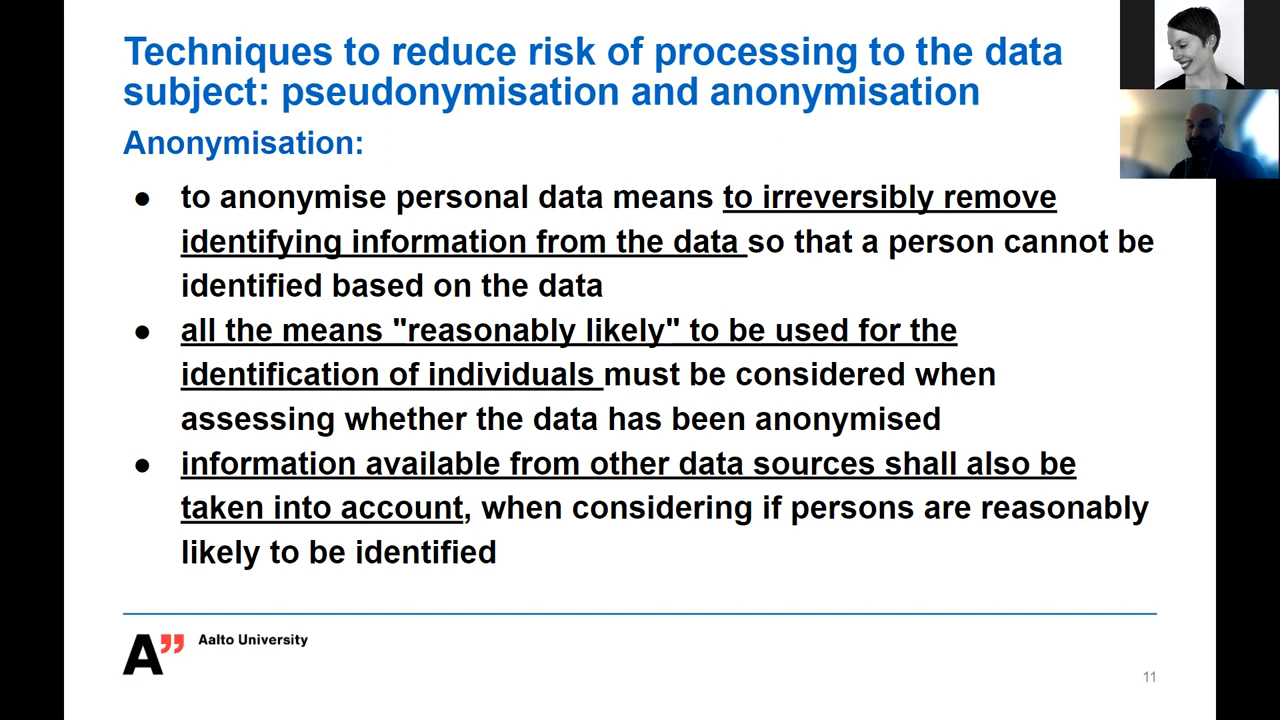 Techniques to reduce risk of processing to the data
subject: pseudonymisation and anonymisation
Anonymisation:
● to anonymise personal data means to irreversibly remove
identifying information from the data so that a person cannot be
identified based on the data
● all the means "reasonably likely" to be used for the
identification of individuals must be considered when
assessing whether the data has been anonymised
● information available from other data sources shall also be
taken into account, when considering if persons are reasonably
likely to be identified
A” Aalto University
11